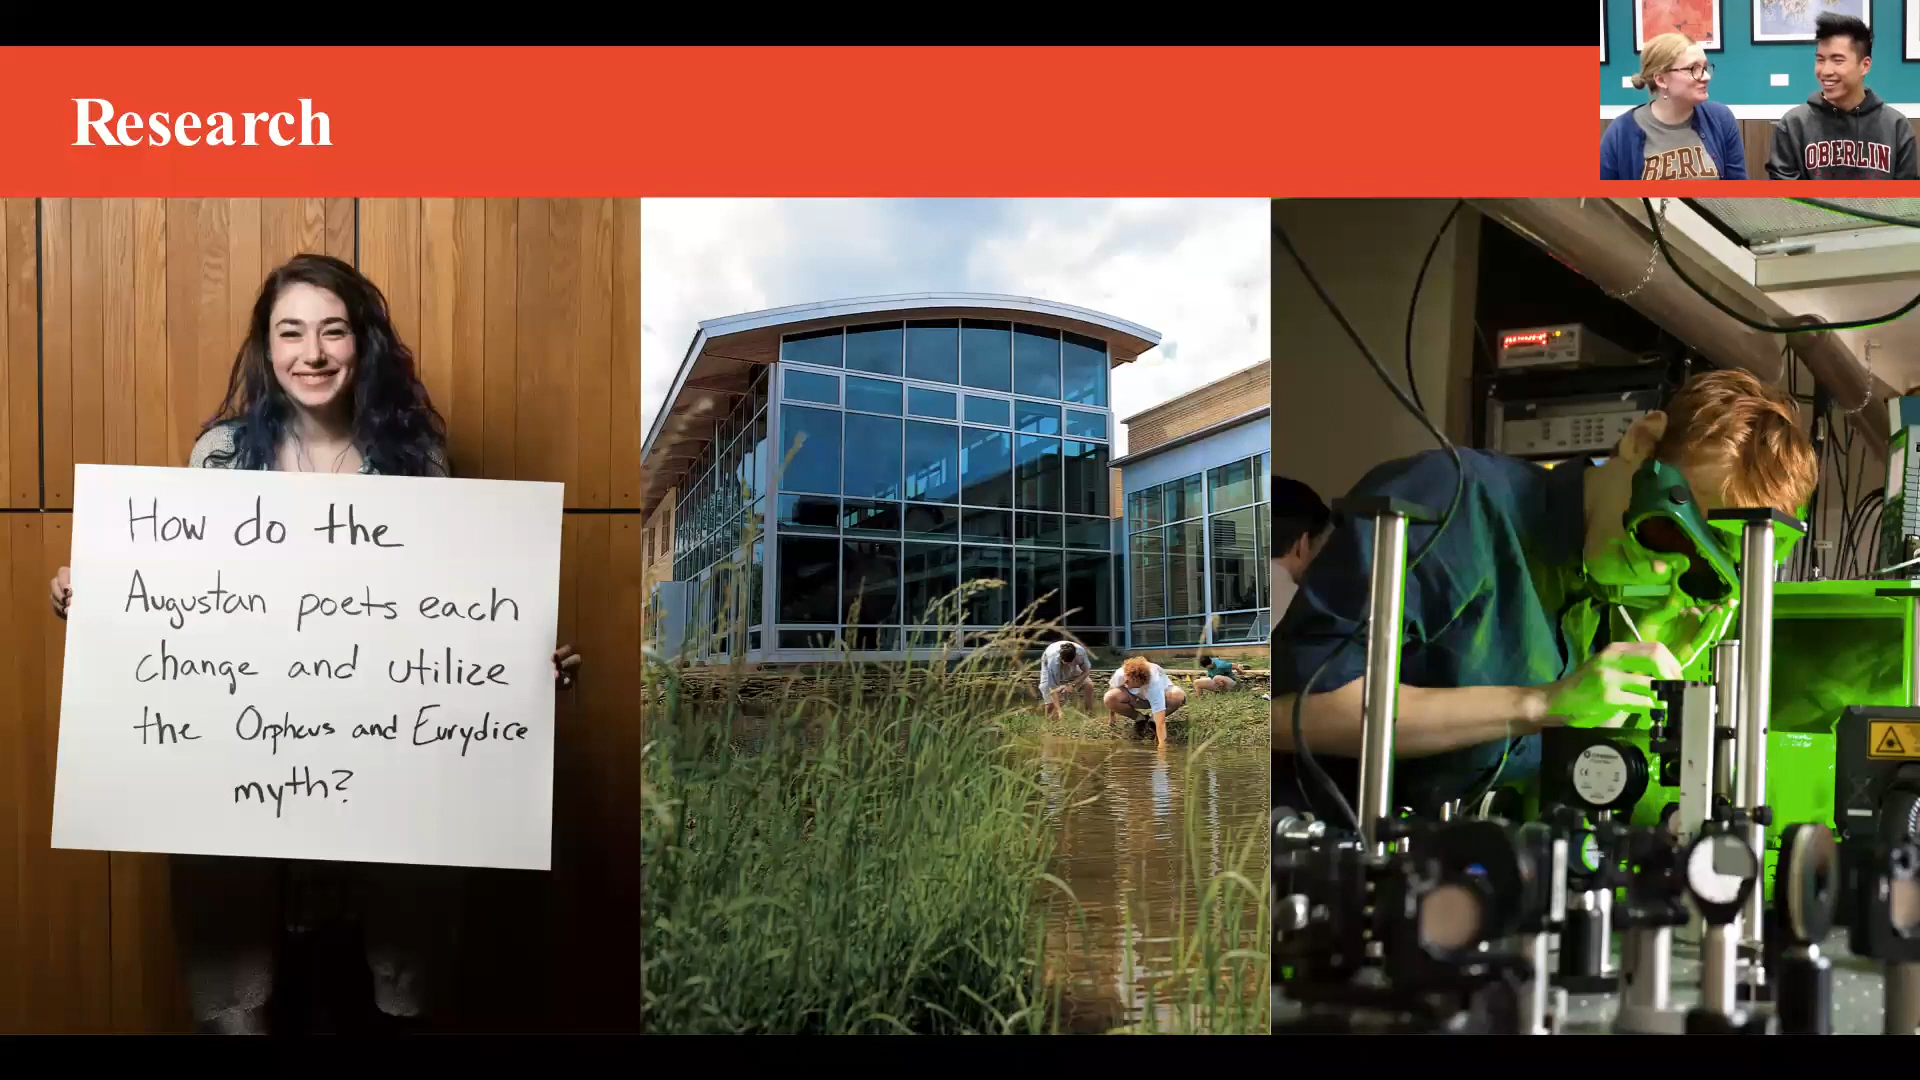 Research
BERL
OBERLIN
How do the
Augustan poets each
change and utilize
the Orpheus and Eurydice
myth?